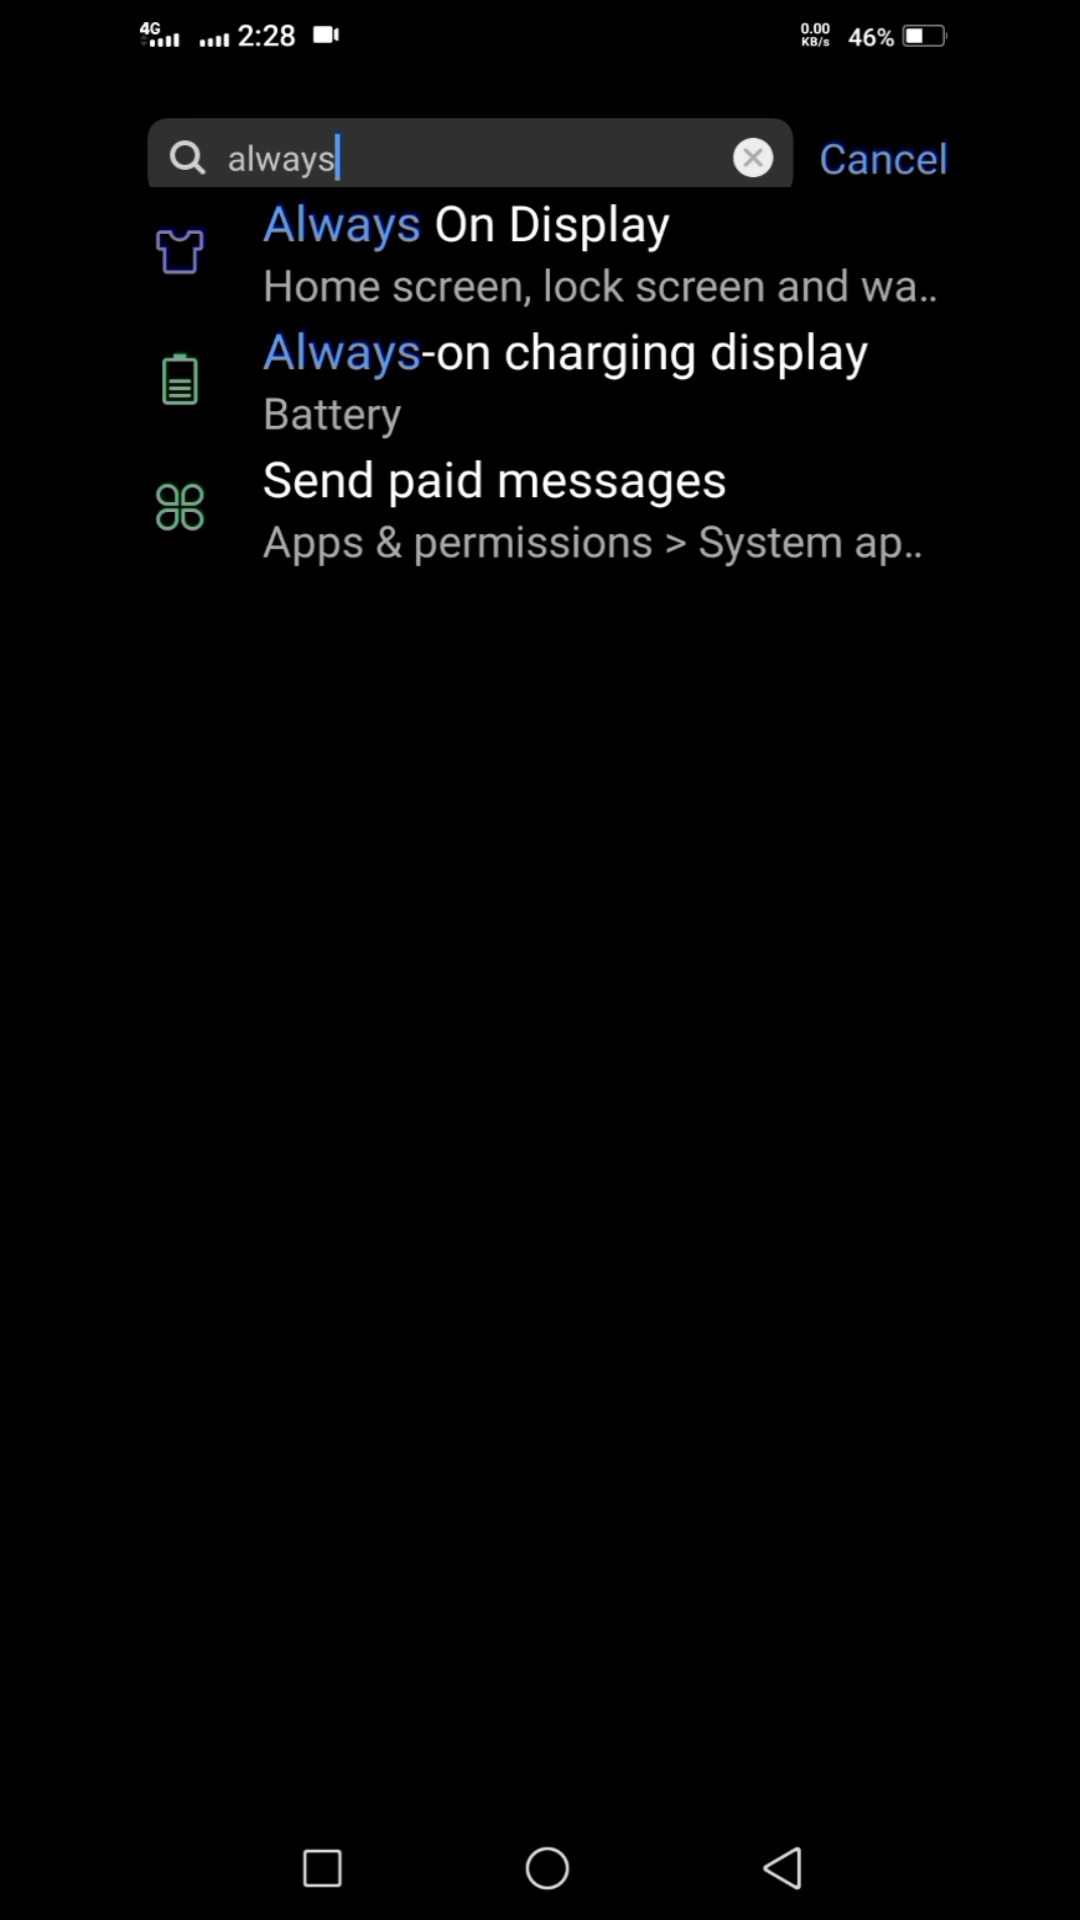 4G 2:28 0.00 KB/s 46%
always Cancel
Always On Display
Home screen, lock screen and wa..
Always-on charging display
Battery
Send paid messages
Apps & permissions > System ap..